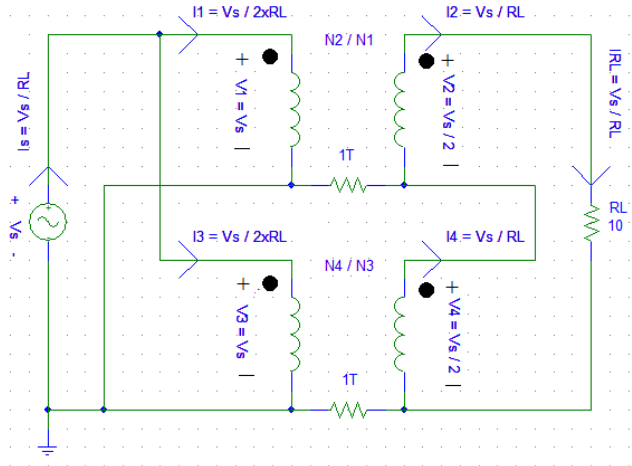 I1 = Vs / 2xRL
N2 / N1
I2 = Vs / RL
Is = Vs / RL
+
V1 = Vs
|
+
V2 = Vs / 2
|
IRL = Vs / RL
1T
+
Vs
-
RL
10
I3 = Vs / 2xRL
N4 / N3
I4 = Vs / RL
+
V3 = Vs
|
+
V4 = Vs / 2
|
1T